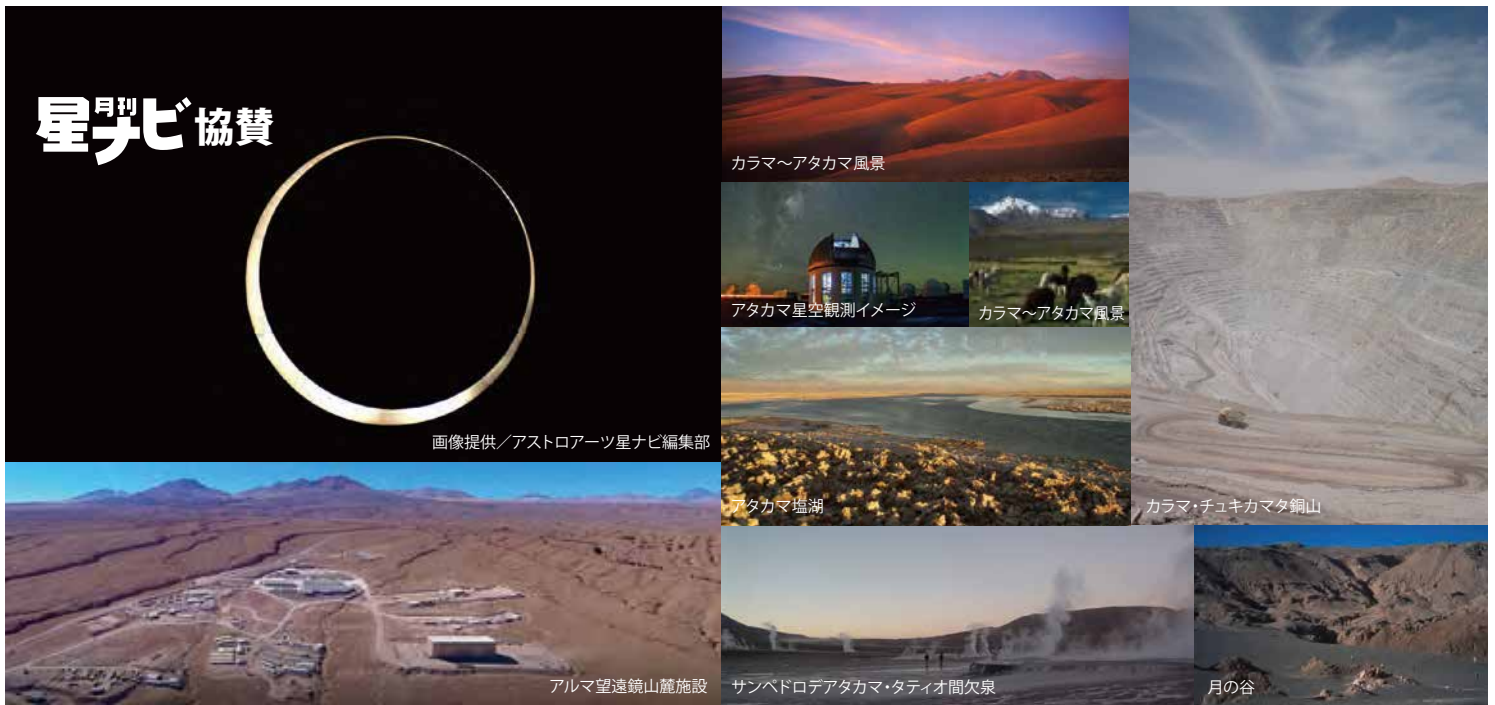 月刊
星ナビ協賛
画像提供／アストロアーツ星ナビ編集部
カラマ～アタカマ風景
アタカマ星空観測イメージ
カラマ～アタカマ風景
アタカマ塩湖
カラマ・チュキカマタ銅山
アルマ望遠鏡山麓施設
サンペドロデアタカマ・タティオ間欠泉
月の谷